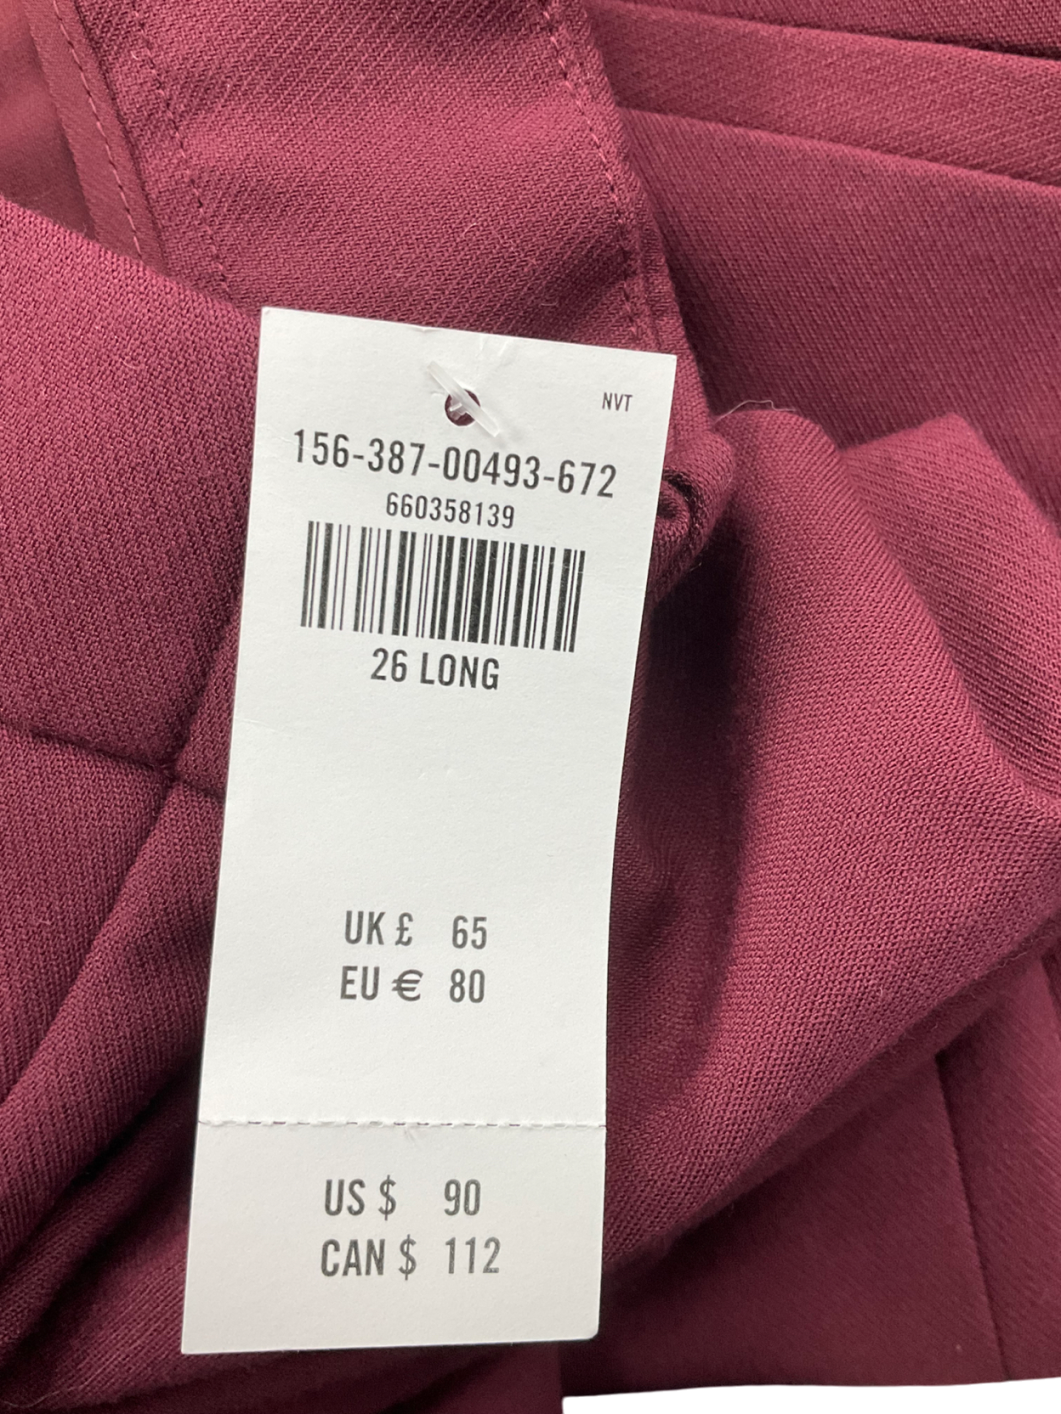 NVT
156-387-00493-672
660358139
26 LONG
UK £ 65
EU € 80
US $ 90
CAN $ 112